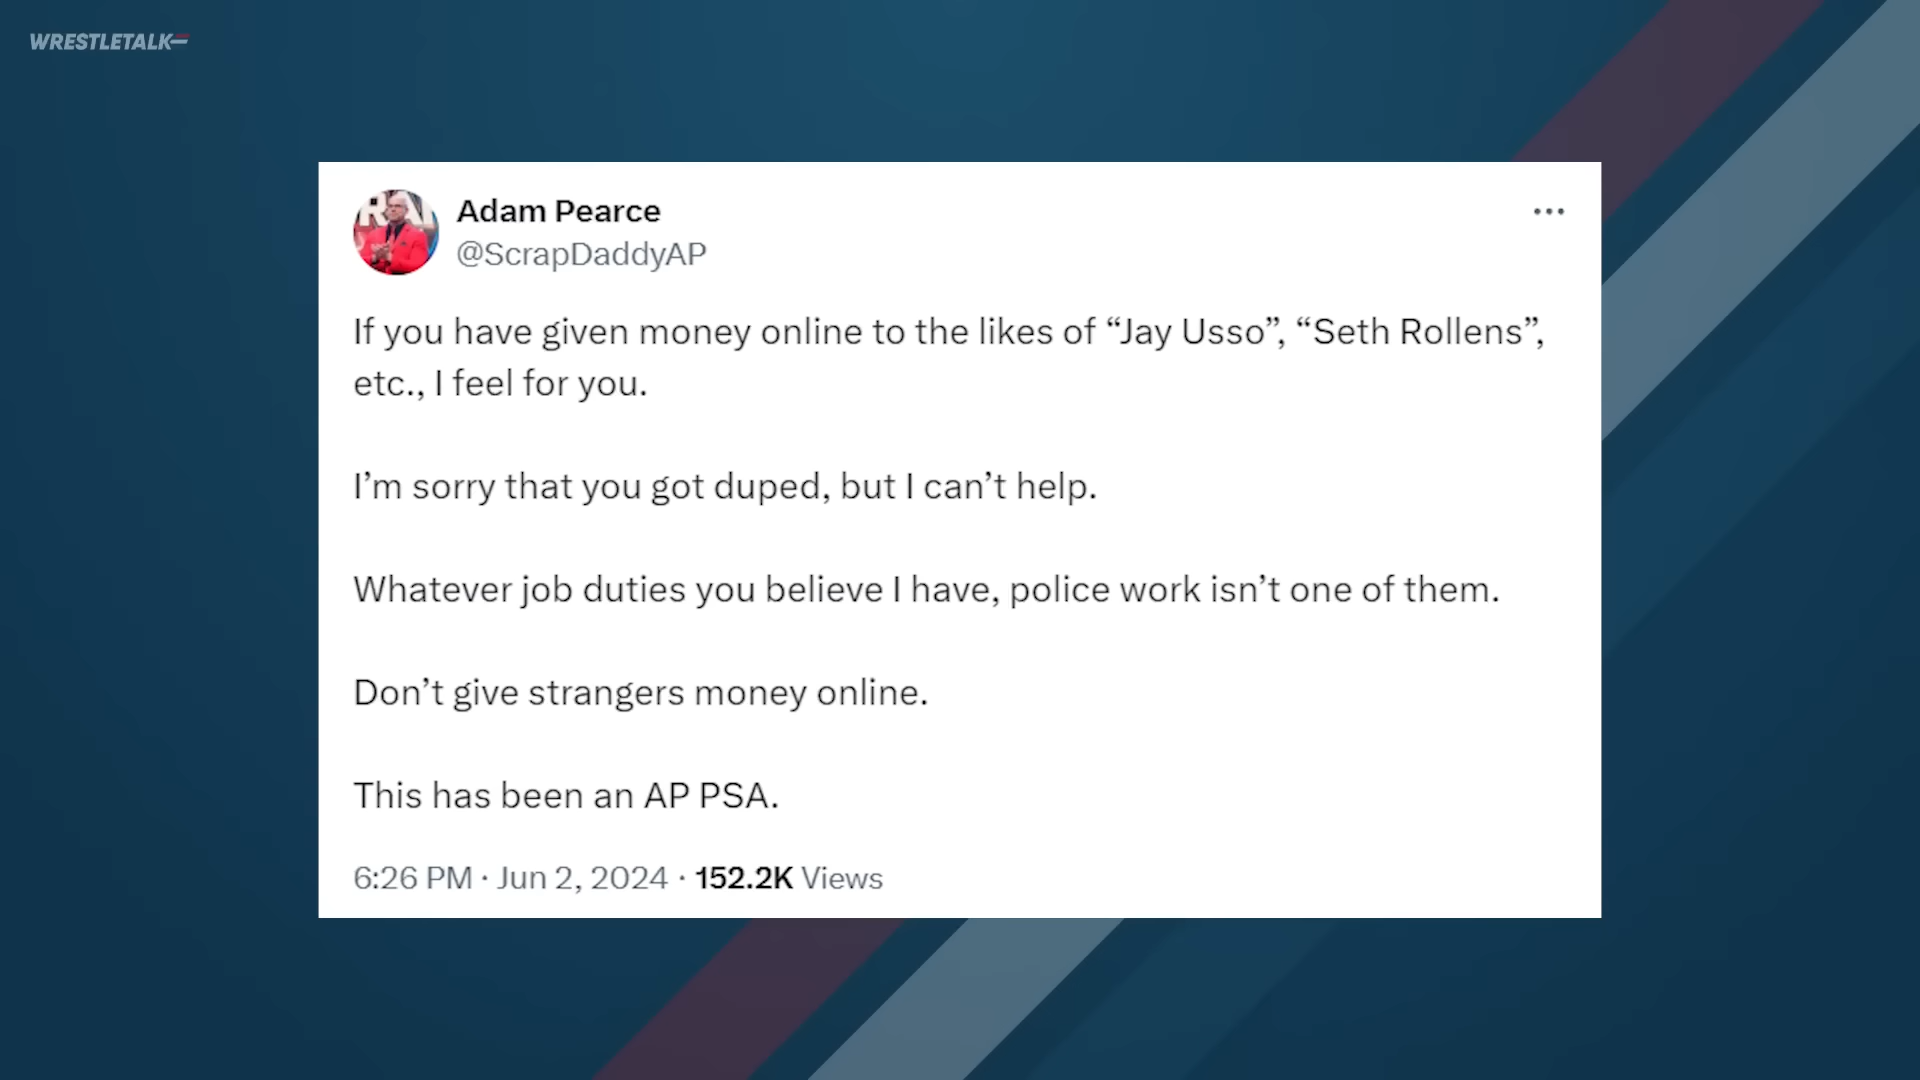 WRESTLETALK
Adam Pearce
@ScrapDaddyAP
If you have given money online to the likes of “Jay Usso”, “Seth Rollens”,
etc., I feel for you.
I’m sorry that you got duped, but I can’t help.
Whatever job duties you believe I have, police work isn’t one of them.
Don’t give strangers money online.
This has been an AP PSA.
6:26 PM · Jun 2, 2024 · 152.2K Views